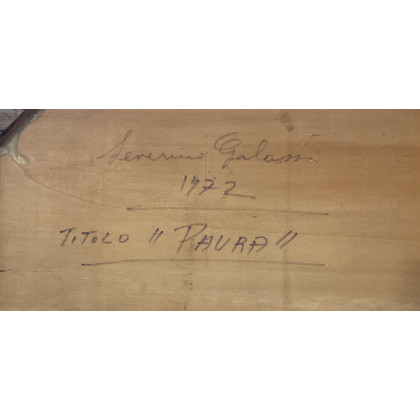 Severino Galassi
1972
TITOLO "PAURA"